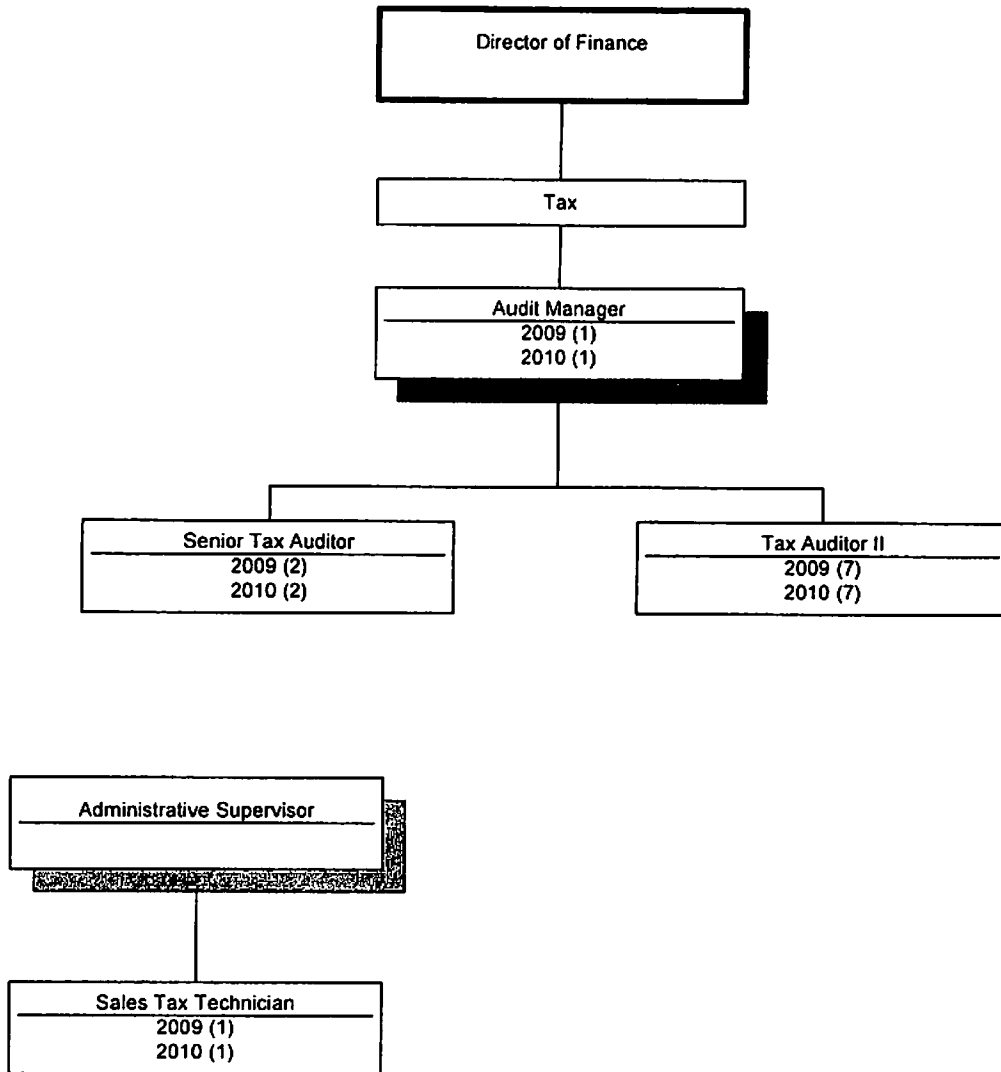 Director of Finance
Tax
Audit Manager
2009 (1)
2010 (1)
Senior Tax Auditor
2009 (2)
2010 (2)
Tax Auditor II
2009 (7)
2010 (7)
Administrative Supervisor
Sales Tax Technician
2009 (1)
2010 (1)